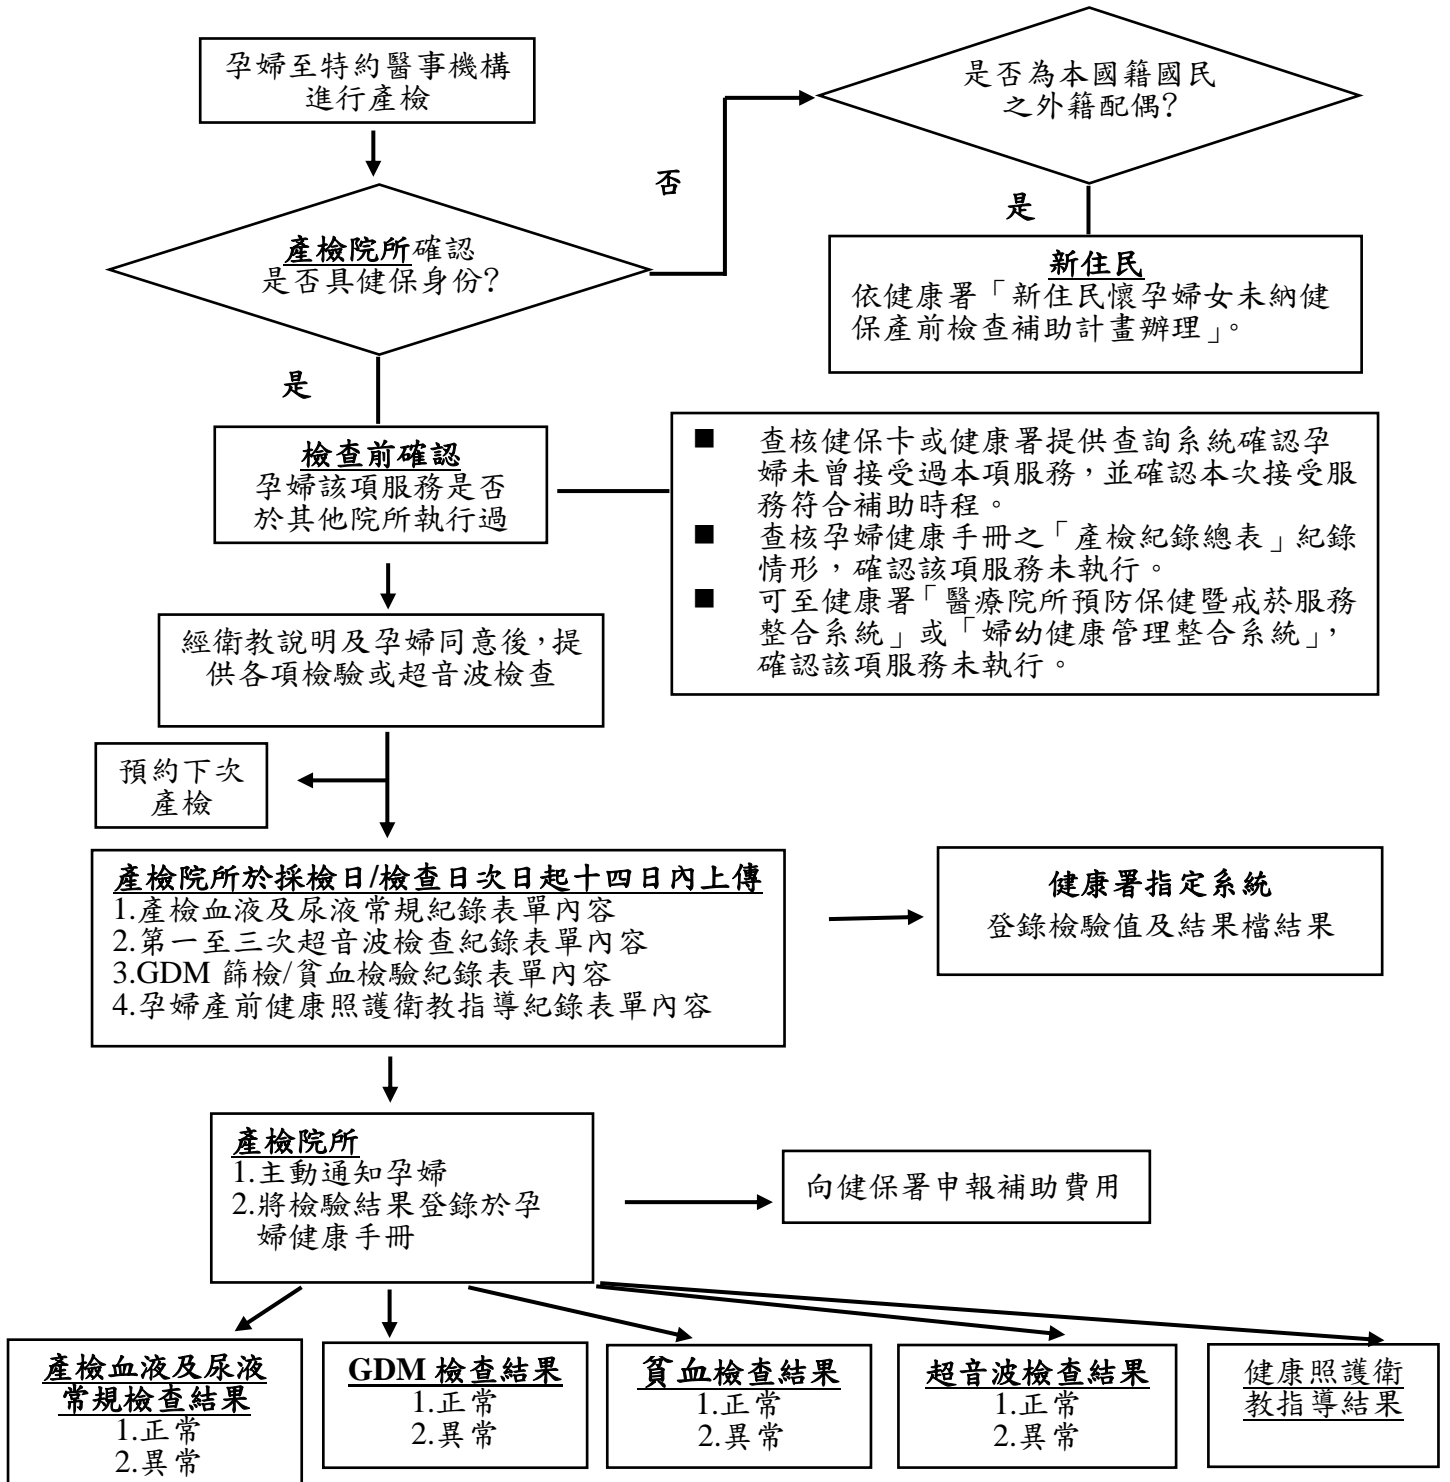 孕婦至特約醫事機構
進行產檢
是否為本國籍國民
之外籍配偶?
否
產檢院所確認
是否具健保身份?
是
新住民
依健康署「新住民懷孕婦女未納健
保產前檢查補助計畫辦理」。
是
檢查前確認
孕婦該項服務是否
於其他院所執行過
■ 查核健保卡或健康署提供查詢系統確認孕
婦未曾接受過本項服務，並確認本次接受服
務符合補助時程。
■ 查核孕婦健康手冊之「產檢紀錄總表」紀錄
情形，確認該項服務未執行。
■ 可至健康署「醫療院所預防保健暨戒菸服務
整合系統」或「婦幼健康管理整合系統」，
確認該項服務未執行。
經衛教說明及孕婦同意後，提
供各項檢驗或超音波檢查
預約下次
產檢
產檢院所於採檢日/檢查日次日起十四日內上傳
1.產檢血液及尿液常規紀錄表單內容
2.第一至三次超音波檢查紀錄表單內容
3.GDM 篩檢/貧血檢驗紀錄表單內容
4.孕婦產前健康照護衛教指導紀錄表單內容
健康署指定系統
登錄檢驗值及結果檔結果
產檢院所
1.主動通知孕婦
2.將檢驗結果登錄於孕
婦健康手冊
向健保署申報補助費用
產檢血液及尿液
常規檢查結果
1.正常
2.異常
GDM 檢查結果
1.正常
2.異常
貧血檢查結果
1.正常
2.異常
超音波檢查結果
1.正常
2.異常
健康照護衛
教指導結果